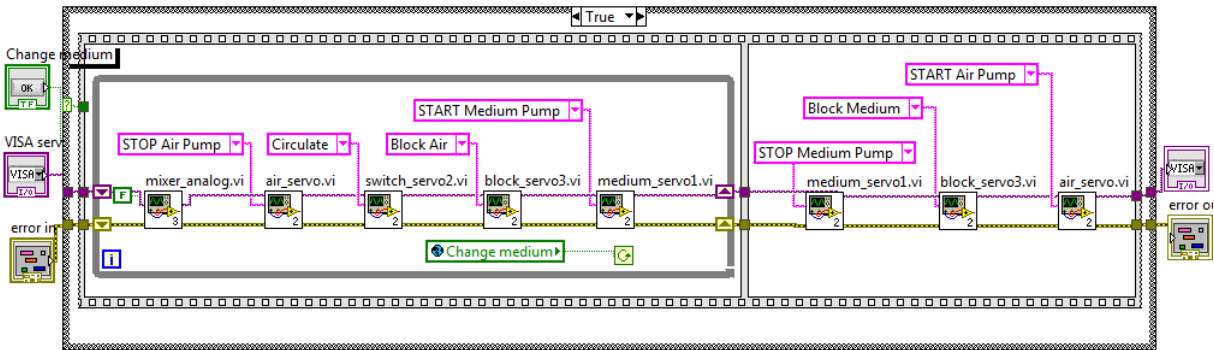 True
Change medium
OK
TF
VISA serv
VISA
I/O
error in
?
START Medium Pump
STOP Air Pump
Circulate
Block Air
mixer_analog.vi
air_servo.vi
switch_servo2.vi
block_servo3.vi
medium_servo1.vi
F
3
2
2
2
2
Change medium
i
START Air Pump
Block Medium
STOP Medium Pump
medium_servo1.vi
block_servo3.vi
air_servo.vi
2
2
2
VISA
I/O
error ou